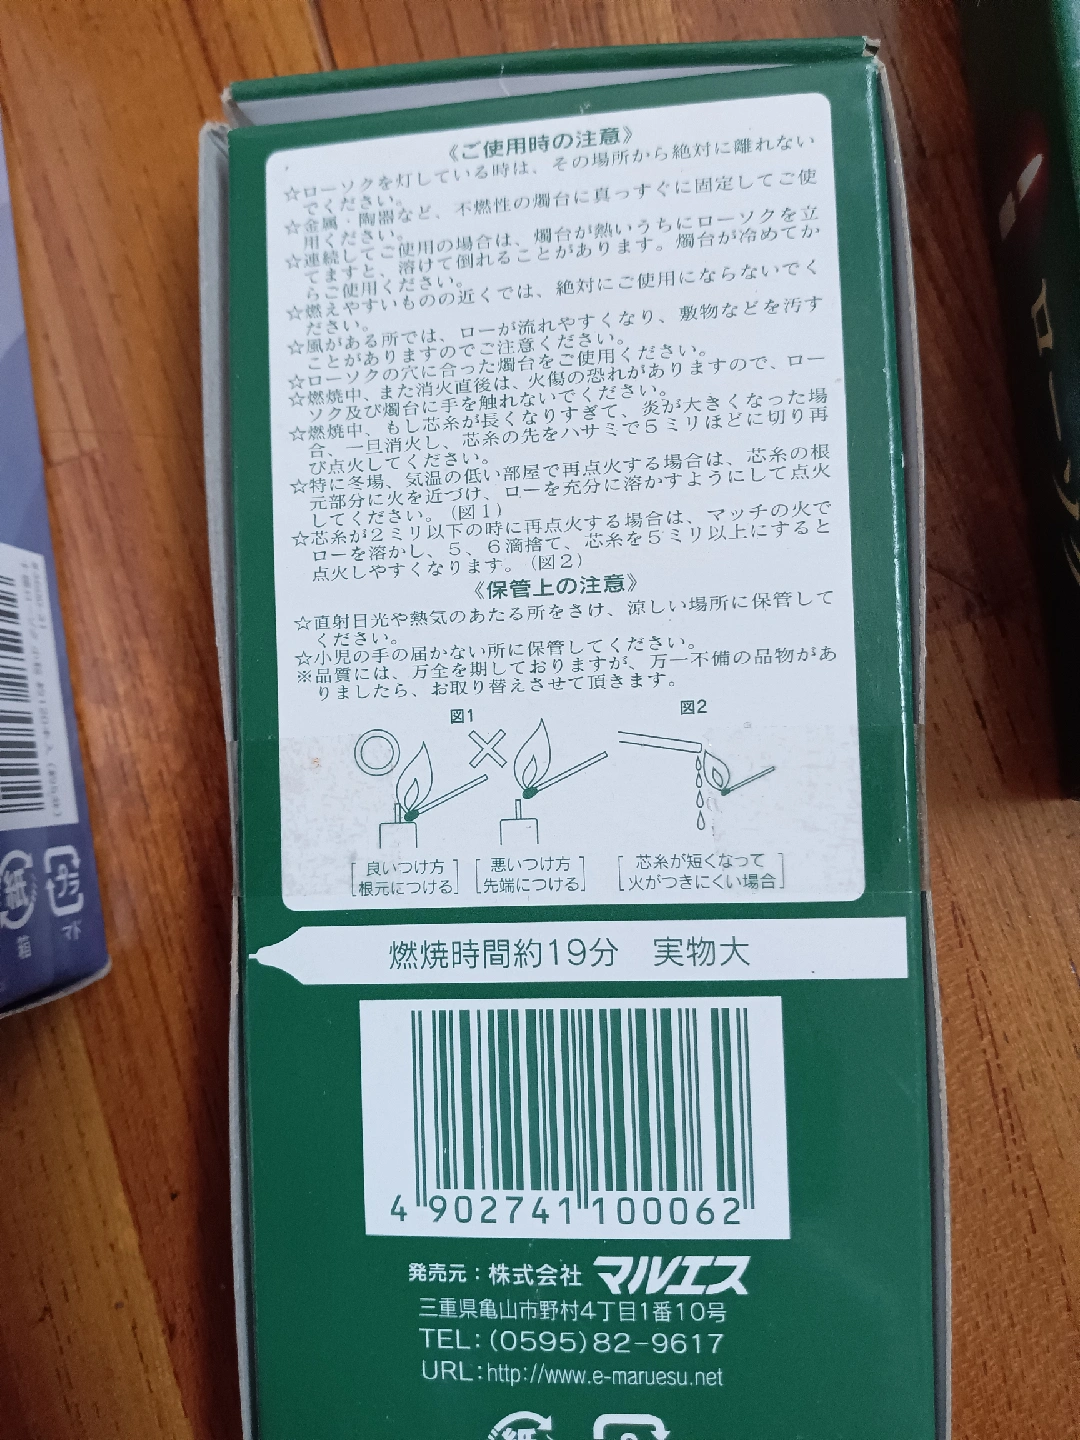 《ご使用時の注意》
☆ローソクを灯している時は、その場所から絶対に離れない
でください。
☆金属・陶器など、不燃性の燭台に真っすぐに固定してご使
用ください。
☆連続してご使用の場合は、燭台が熱いうちにローソクを立
てますと、溶けて倒れることがあります。燭台が冷めてか
らご使用ください。
☆燃えやすいものの近くでは、絶対にご使用にならないでく
ださい。
☆風がある所では、ローが流れやすくなり、敷物などを汚す
ことがありますのでご注意ください。
☆ローソクの穴に合った燭台をご使用ください。
☆燃焼中、また消火直後は、火傷の恐れがありますので、ロー
ソク及び燭台に手を触れないでください。
☆燃焼中、もし芯糸が長くなりすぎて、炎が大きくなった場
合、一旦消火し、芯糸の先をハサミで5ミリほどに切り再
び点火してください。
☆特に冬場、気温の低い部屋で再点火する場合は、芯糸の根
元部分に火を近づけ、ローを充分に溶かすようにして点火
してください。(図1)
☆芯糸が2ミリ以下の時に再点火する場合は、マッチの火で
ローを溶かし、5、6滴捨て、芯糸を5ミリ以上にすると
点火しやすくなります。(図2)
《保管上の注意》
☆直射日光や熱気のあたる所をさけ、涼しい場所に保管して
ください。
☆小児の手の届かない所に保管してください。
※品質には、万全を期しておりますが、万一不備の品物があ
りましたら、お取り替えさせて頂きます。
図1
図2
良いつけ方
根元につける
悪いつけ方
先端につける
芯糸が短くなって
火がつきにくい場合
燃焼時間約19分 実物大
4 902741 100062
発売元：株式会社 マルエス
三重県亀山市野村4丁目1番10号
TEL：(0595)82-9617
URL：http://www.e-maruesu.net
紙
箱
プラ
マド
ロー